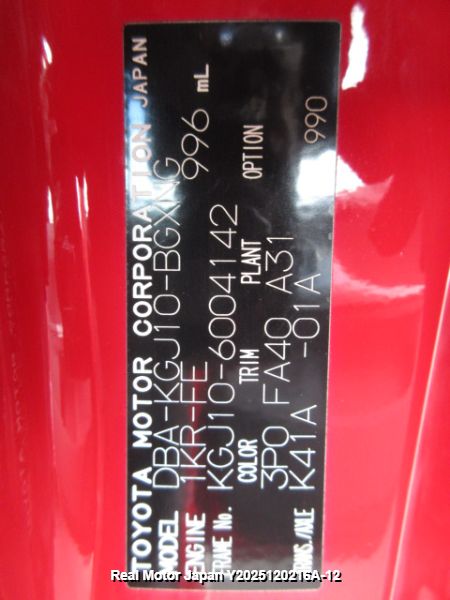 TOYOTA MOTOR CORPORATION JAPAN
MODEL DBA-KGJ10-BGXNG
ENGINE 1KR-FE 996 mL
FRAME No. KGJ10-6004142
COLOR TRIM PLANT OPTION
3P0 FA40 A31 990
TRANS./AXLE K41A -01A
Real Motor Japan Y2025120216A-12